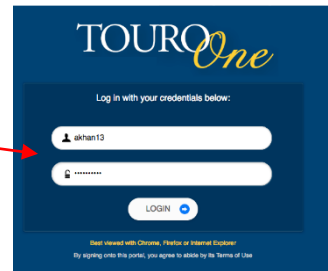 TOURO One
Log in with your credentials below:
akhan13
••••••••••
LOGIN
Best viewed with Chrome, Firefox or Internet Explorer
By signing onto this portal, you agree to abide by its Terms of Use